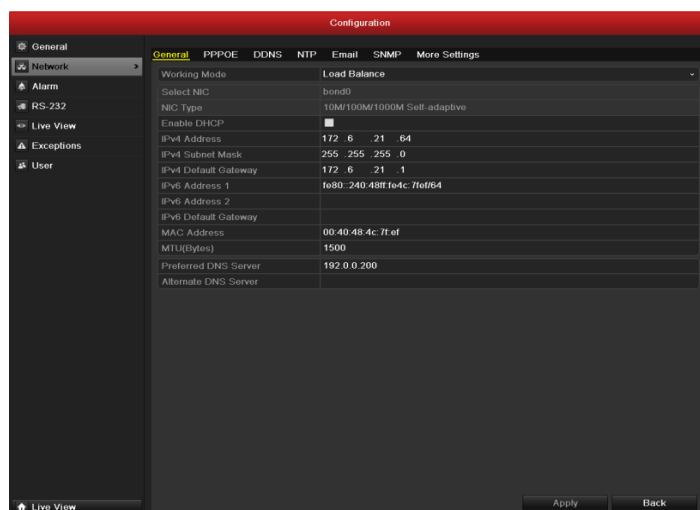 Configuration
General
Network >
Alarm
RS-232
Live View
Exceptions
User
General PPPOE DDNS NTP Email SNMP More Settings
Working Mode Load Balance
Select NIC bond0
NIC Type 10M/100M/1000M Self-adaptive
Enable DHCP
IPv4 Address 172 .6 .21 .64
IPv4 Subnet Mask 255 .255 .255 .0
IPv4 Default Gateway 172 .6 .21 .1
IPv6 Address 1 fe80::240:48ff:fe4c:7fef/64
IPv6 Address 2
IPv6 Default Gateway
MAC Address 00:40:48:4c:7f:ef
MTU(Bytes) 1500
Preferred DNS Server 192.0.0.200
Alternate DNS Server
Live View
Apply Back